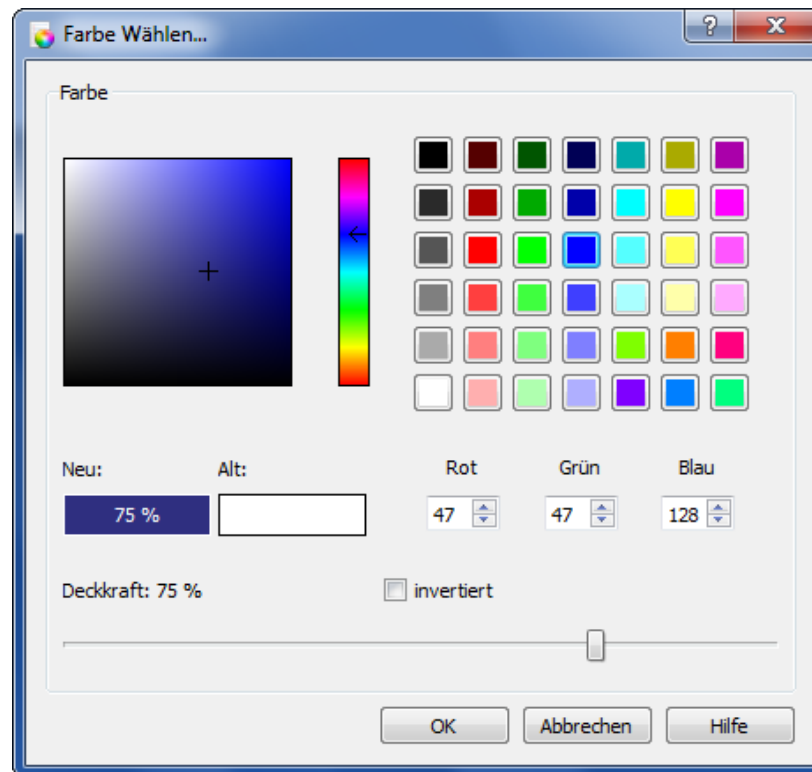 Farbe Wählen...
Farbe
Neu: Alt: Rot Grün Blau
75 % 47 47 128
Deckkraft: 75 % invertiert
OK Abbrechen Hilfe